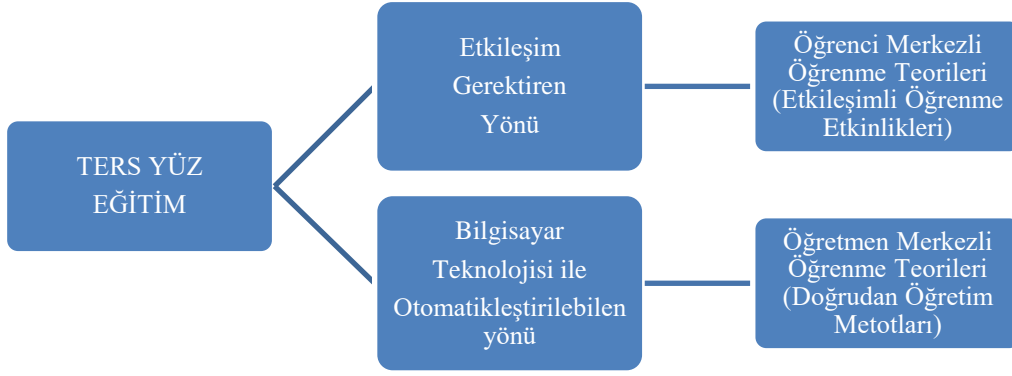 TERS YÜZ
EĞİTİM
Etkileşim
Gerektiren
Yönü
Öğrenci Merkezli
Öğrenme Teorileri
(Etkileşimli Öğrenme
Etkinlikleri)
Bilgisayar
Teknolojisi ile
Otomatikleştirilebilen
yönü
Öğretmen Merkezli
Öğrenme Teorileri
(Doğrudan Öğretim
Metotları)